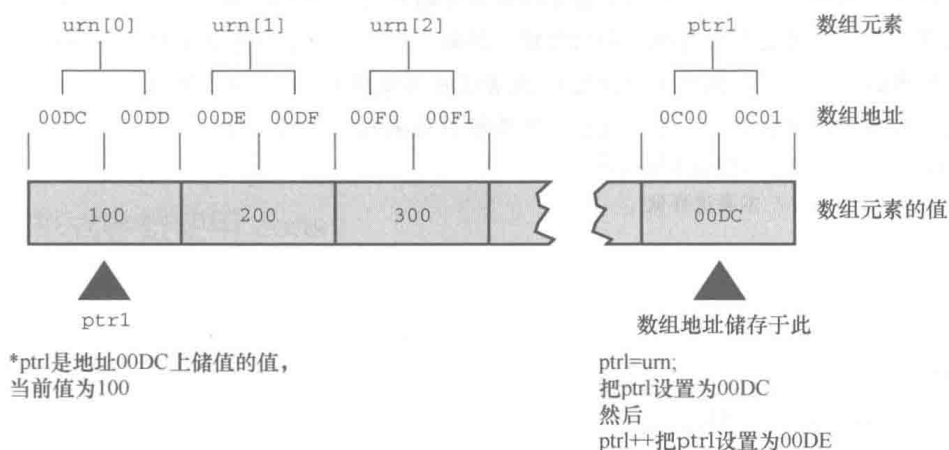 urn[0] urn[1] urn[2] ptr1 数组元素
00DC 00DD 00DE 00DF 00F0 00F1 0C00 0C01 数组地址
100 200 300 00DC 数组元素的值
ptr1 数组地址储存于此
*ptrl是地址00DC上储值的值，
当前值为100
ptrl=urn;
把ptrl设置为00DC
然后
ptrl++把ptrl设置为00DE